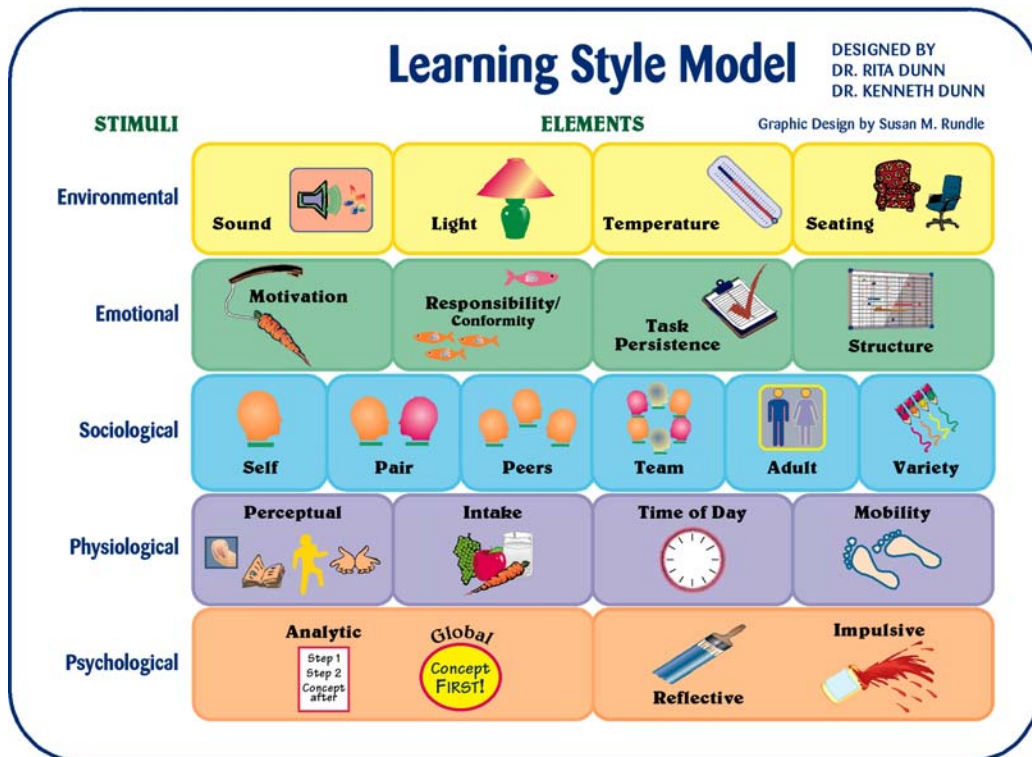 Learning Style Model
DESIGNED BY
DR. RITA DUNN
DR. KENNETH DUNN
STIMULI
ELEMENTS
Graphic Design by Susan M. Rundle
Environmental
Sound
Light
Temperature
Seating
Emotional
Motivation
Responsibility/
Conformity
Task
Persistence
Structure
Sociological
Self
Pair
Peers
Team
Adult
Variety
Physiological
Perceptual
Intake
Time of Day
Mobility
Psychological
Analytic
Step 1
Step 2
Concept
after
Global
Concept
FIRST!
Reflective
Impulsive